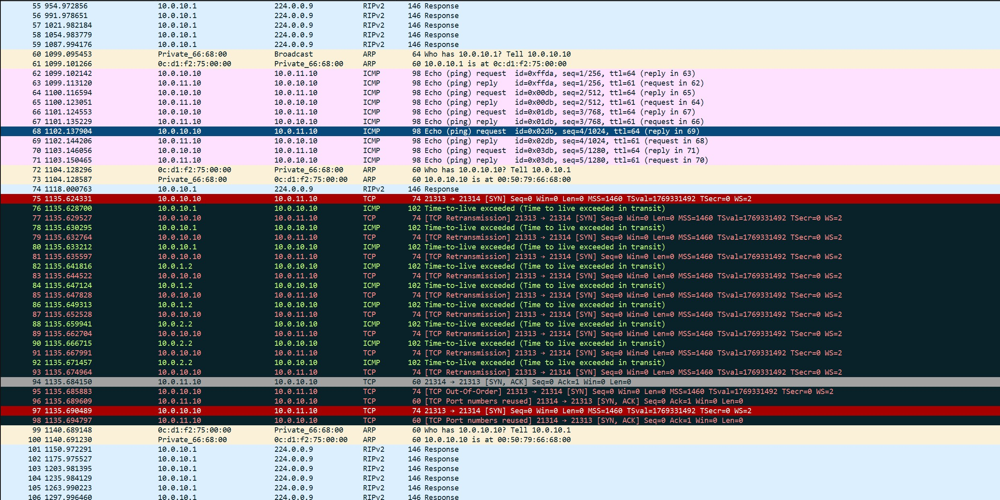 55 954.972856 10.0.10.1 224.0.0.9 RIPv2 146 Response
56 991.978651 10.0.10.1 224.0.0.9 RIPv2 146 Response
57 1021.982184 10.0.10.1 224.0.0.9 RIPv2 146 Response
58 1054.983779 10.0.10.1 224.0.0.9 RIPv2 146 Response
59 1087.994176 10.0.10.1 224.0.0.9 RIPv2 146 Response
60 1099.095453 Private_66:68:00 Broadcast ARP 64 Who has 10.0.10.1? Tell 10.0.10.10
61 1099.101266 0c:d1:f2:75:00:00 Private_66:68:00 ARP 60 10.0.10.1 is at 0c:d1:f2:75:00:00
62 1099.102142 10.0.10.10 10.0.11.10 ICMP 98 Echo (ping) request id=0xffda, seq=1/256, ttl=64 (reply in 63)
63 1099.113120 10.0.11.10 10.0.10.10 ICMP 98 Echo (ping) reply id=0xffda, seq=1/256, ttl=61 (request in 62)
64 1100.116594 10.0.10.10 10.0.11.10 ICMP 98 Echo (ping) request id=0x00db, seq=2/512, ttl=64 (reply in 65)
65 1100.123051 10.0.11.10 10.0.10.10 ICMP 98 Echo (ping) reply id=0x00db, seq=2/512, ttl=61 (request in 64)
66 1101.124553 10.0.10.10 10.0.11.10 ICMP 98 Echo (ping) request id=0x01db, seq=3/768, ttl=64 (reply in 67)
67 1101.135229 10.0.11.10 10.0.10.10 ICMP 98 Echo (ping) reply id=0x01db, seq=3/768, ttl=61 (request in 66)
68 1102.137904 10.0.10.10 10.0.11.10 ICMP 98 Echo (ping) request id=0x02db, seq=4/1024, ttl=64 (reply in 69)
69 1102.144206 10.0.11.10 10.0.10.10 ICMP 98 Echo (ping) reply id=0x02db, seq=4/1024, ttl=61 (request in 68)
70 1103.146056 10.0.10.10 10.0.11.10 ICMP 98 Echo (ping) request id=0x03db, seq=5/1280, ttl=64 (reply in 71)
71 1103.150465 10.0.11.10 10.0.10.10 ICMP 98 Echo (ping) reply id=0x03db, seq=5/1280, ttl=61 (request in 70)
72 1104.128296 0c:d1:f2:75:00:00 Private_66:68:00 ARP 60 Who has 10.0.10.10? Tell 10.0.10.1
73 1104.128587 Private_66:68:00 0c:d1:f2:75:00:00 ARP 60 10.0.10.10 is at 00:50:79:66:68:00
74 1118.000763 10.0.10.1 224.0.0.9 RIPv2 146 Response
75 1135.624331 10.0.10.10 10.0.11.10 TCP 74 21313 → 21314 [SYN] Seq=0 Win=0 Len=0 MSS=1460 TSval=1769331492 TSecr=0 WS=2
76 1135.628700 10.0.10.1 10.0.10.10 ICMP 102 Time-to-live exceeded (Time to live exceeded in transit)
77 1135.629527 10.0.10.10 10.0.11.10 TCP 74 [TCP Retransmission] 21313 → 21314 [SYN] Seq=0 Win=0 Len=0 MSS=1460 TSval=1769331492 TSecr=0 WS=2
78 1135.630295 10.0.10.1 10.0.10.10 ICMP 102 Time-to-live exceeded (Time to live exceeded in transit)
79 1135.632764 10.0.10.10 10.0.11.10 TCP 74 [TCP Retransmission] 21313 → 21314 [SYN] Seq=0 Win=0 Len=0 MSS=1460 TSval=1769331492 TSecr=0 WS=2
80 1135.633212 10.0.10.1 10.0.10.10 ICMP 102 Time-to-live exceeded (Time to live exceeded in transit)
81 1135.635597 10.0.10.10 10.0.11.10 TCP 74 [TCP Retransmission] 21313 → 21314 [SYN] Seq=0 Win=0 Len=0 MSS=1460 TSval=1769331492 TSecr=0 WS=2
82 1135.641816 10.0.1.2 10.0.10.10 ICMP 102 Time-to-live exceeded (Time to live exceeded in transit)
83 1135.644522 10.0.10.10 10.0.11.10 TCP 74 [TCP Retransmission] 21313 → 21314 [SYN] Seq=0 Win=0 Len=0 MSS=1460 TSval=1769331492 TSecr=0 WS=2
84 1135.647124 10.0.1.2 10.0.10.10 ICMP 102 Time-to-live exceeded (Time to live exceeded in transit)
85 1135.647828 10.0.10.10 10.0.11.10 TCP 74 [TCP Retransmission] 21313 → 21314 [SYN] Seq=0 Win=0 Len=0 MSS=1460 TSval=1769331492 TSecr=0 WS=2
86 1135.649313 10.0.1.2 10.0.10.10 ICMP 102 Time-to-live exceeded (Time to live exceeded in transit)
87 1135.652528 10.0.10.10 10.0.11.10 TCP 74 [TCP Retransmission] 21313 → 21314 [SYN] Seq=0 Win=0 Len=0 MSS=1460 TSval=1769331492 TSecr=0 WS=2
88 1135.659941 10.0.2.2 10.0.10.10 ICMP 102 Time-to-live exceeded (Time to live exceeded in transit)
89 1135.662704 10.0.10.10 10.0.11.10 TCP 74 [TCP Retransmission] 21313 → 21314 [SYN] Seq=0 Win=0 Len=0 MSS=1460 TSval=1769331492 TSecr=0 WS=2
90 1135.666715 10.0.2.2 10.0.10.10 ICMP 102 Time-to-live exceeded (Time to live exceeded in transit)
91 1135.667991 10.0.10.10 10.0.11.10 TCP 74 [TCP Retransmission] 21313 → 21314 [SYN] Seq=0 Win=0 Len=0 MSS=1460 TSval=1769331492 TSecr=0 WS=2
92 1135.671457 10.0.2.2 10.0.10.10 ICMP 102 Time-to-live exceeded (Time to live exceeded in transit)
93 1135.674964 10.0.10.10 10.0.11.10 TCP 74 [TCP Retransmission] 21313 → 21314 [SYN] Seq=0 Win=0 Len=0 MSS=1460 TSval=1769331492 TSecr=0 WS=2
94 1135.684150 10.0.11.10 10.0.10.10 TCP 60 21314 → 21313 [SYN, ACK] Seq=0 Ack=1 Win=0 Len=0
95 1135.685883 10.0.10.10 10.0.11.10 TCP 74 [TCP Out-Of-Order] 21313 → 21314 [SYN] Seq=0 Win=0 Len=0 MSS=1460 TSval=1769331492 TSecr=0 WS=2
96 1135.689609 10.0.11.10 10.0.10.10 TCP 60 [TCP Port numbers reused] 21314 → 21313 [SYN, ACK] Seq=0 Ack=1 Win=0 Len=0
97 1135.690489 10.0.10.10 10.0.11.10 TCP 74 21313 → 21314 [SYN] Seq=0 Win=0 Len=0 MSS=1460 TSval=1769331492 TSecr=0 WS=2
98 1135.694797 10.0.11.10 10.0.10.10 TCP 60 [TCP Port numbers reused] 21314 → 21313 [SYN, ACK] Seq=0 Ack=1 Win=0 Len=0
99 1140.689148 0c:d1:f2:75:00:00 Private_66:68:00 ARP 60 Who has 10.0.10.10? Tell 10.0.10.1
100 1140.691230 Private_66:68:00 0c:d1:f2:75:00:00 ARP 60 10.0.10.10 is at 00:50:79:66:68:00
101 1150.972291 10.0.10.1 224.0.0.9 RIPv2 146 Response
102 1175.975527 10.0.10.1 224.0.0.9 RIPv2 146 Response
103 1203.981395 10.0.10.1 224.0.0.9 RIPv2 146 Response
104 1235.984129 10.0.10.1 224.0.0.9 RIPv2 146 Response
105 1263.990223 10.0.10.1 224.0.0.9 RIPv2 146 Response
106 1297.996460 10.0.10.1 224.0.0.9 RIPv2 146 Response